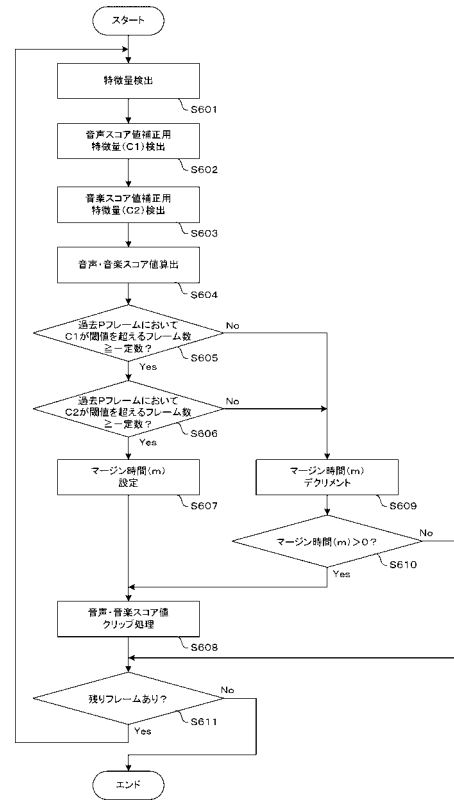 スタート
特徴量検出
S601
音声スコア値補正用
特徴量(C1)検出
S602
音楽スコア値補正用
特徴量(C2)検出
S603
音声・音楽スコア値算出
S604
過去Pフレームにおいて
C1が閾値を超えるフレーム数
≧一定数?
No
S605
Yes
過去Pフレームにおいて
C2が閾値を超えるフレーム数
≧一定数?
No
S606
Yes
マージン時間(m)
設定
S607
マージン時間(m)
デクリメント
S609
マージン時間(m)>0?
No
S610
Yes
音声・音楽スコア値
クリップ処理
S608
残りフレームあり?
No
S611
Yes
エンド